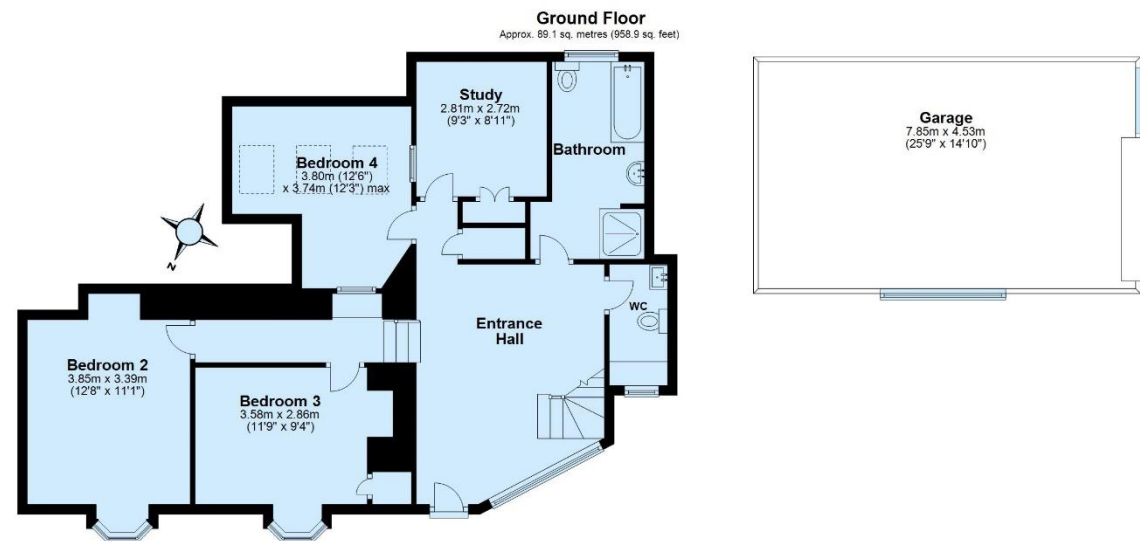 Ground Floor
Approx. 89.1 sq. metres (958.9 sq. feet)
Study
2.81m x 2.72m
(9'3" x 8'11")
Bathroom
Bedroom 4
3.80m (12'6")
x 3.74m (12'3") max
Garage
7.85m x 4.53m
(25'9" x 14'10")
N
WC
Entrance
Hall
Bedroom 2
3.85m x 3.39m
(12'8" x 11'1")
Bedroom 3
3.58m x 2.86m
(11'9" x 9'4")